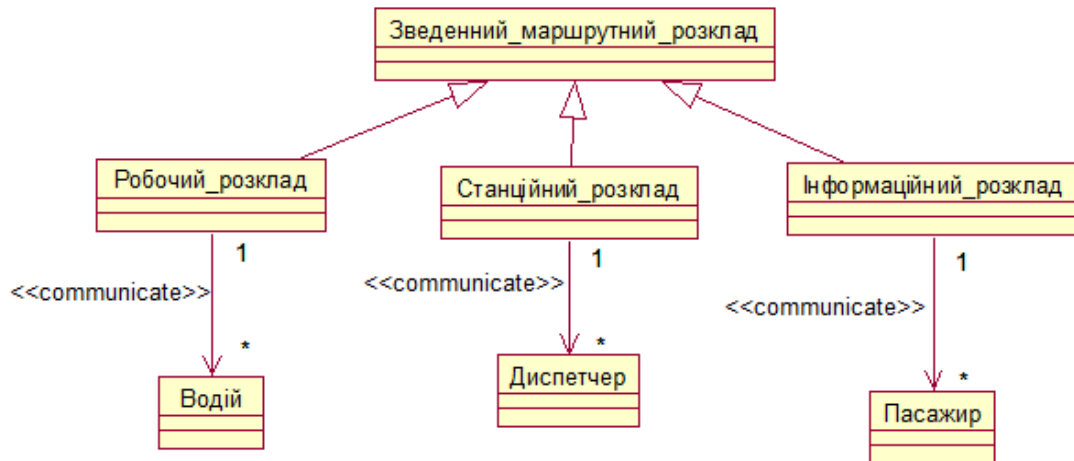 Зведенний_маршрутний_розклад
Робочий_розклад
Станційний_розклад
Інформаційний_розклад
1
1
1
<<communicate>>
<<communicate>>
<<communicate>>
*
*
*
Водій
Диспетчер
Пасажир